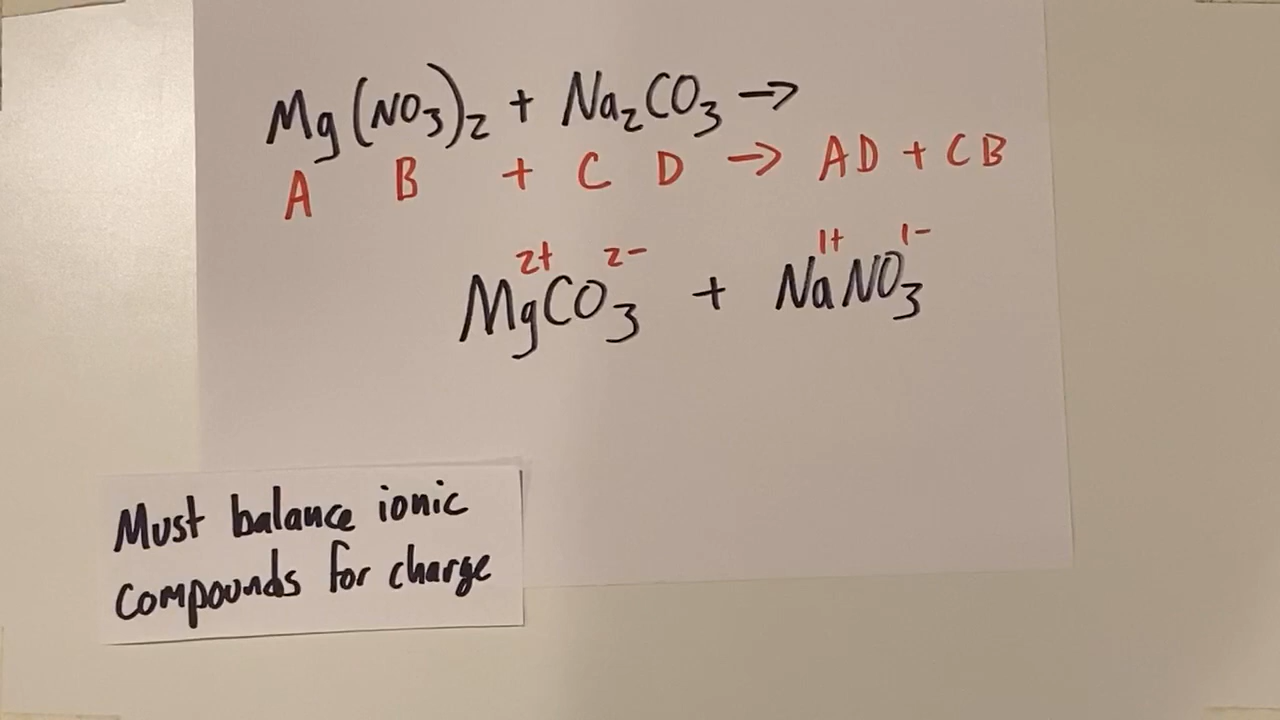 Mg(NO₃)₂ + Na₂CO₃ →
A B + C D → AD + CB
2+ 2- 1+ 1-
MgCO₃ + NaNO₃
Must balance ionic
compounds for charge